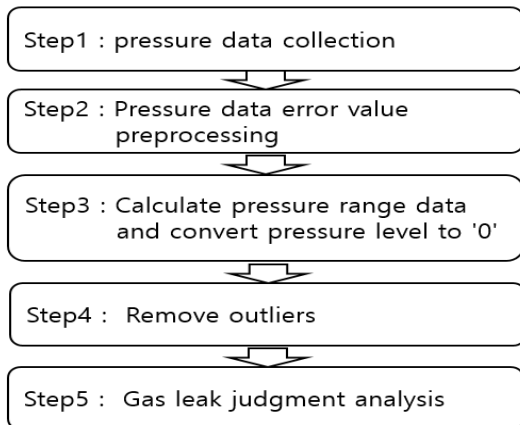 Step1 : pressure data collection
Step2 : Pressure data error value
preprocessing
Step3 : Calculate pressure range data
and convert pressure level to '0'
Step4 : Remove outliers
Step5 : Gas leak judgment analysis